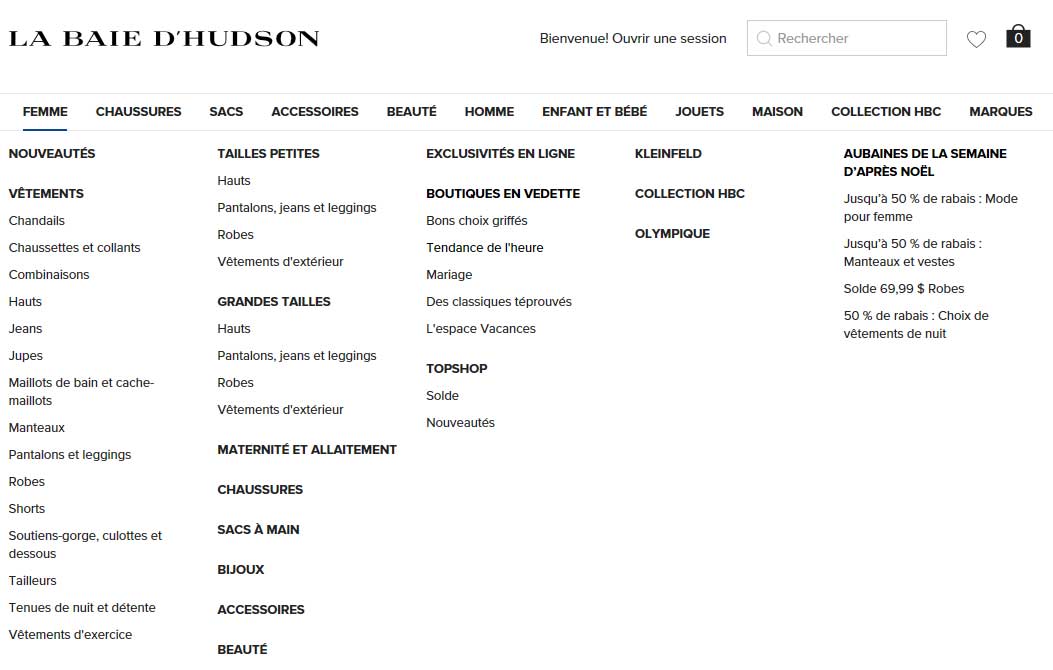 LA BAIE D'HUDSON
Bienvenue! Ouvrir une session
Rechercher
0
FEMME CHAUSSURES SACS ACCESSOIRES BEAUTÉ HOMME ENFANT ET BÉBÉ JOUETS MAISON COLLECTION HBC MARQUES
NOUVEAUTÉS
VÊTEMENTS
Chandails
Chaussettes et collants
Combinaisons
Hauts
Jeans
Jupes
Maillots de bain et cache-
maillots
Manteaux
Pantalons et leggings
Robes
Shorts
Soutiens-gorge, culottes et
dessous
Tailleurs
Tenues de nuit et détente
Vêtements d'exercice
TAILLES PETITES
Hauts
Pantalons, jeans et leggings
Robes
Vêtements d'extérieur
GRANDES TAILLES
Hauts
Pantalons, jeans et leggings
Robes
Vêtements d'extérieur
MATERNITÉ ET ALLAITEMENT
CHAUSSURES
SACS À MAIN
BIJOUX
ACCESSOIRES
BEAUTÉ
EXCLUSIVITÉS EN LIGNE
BOUTIQUES EN VEDETTE
Bons choix griffés
Tendance de l'heure
Mariage
Des classiques téprouvés
L'espace Vacances
TOPSHOP
Solde
Nouveautés
KLEINFELD
COLLECTION HBC
OLYMPIQUE
AUBAINES DE LA SEMAINE
D'APRÈS NOËL
Jusqu'à 50 % de rabais : Mode
pour femme
Jusqu'à 50 % de rabais :
Manteaux et vestes
Solde 69,99 $ Robes
50 % de rabais : Choix de
vêtements de nuit